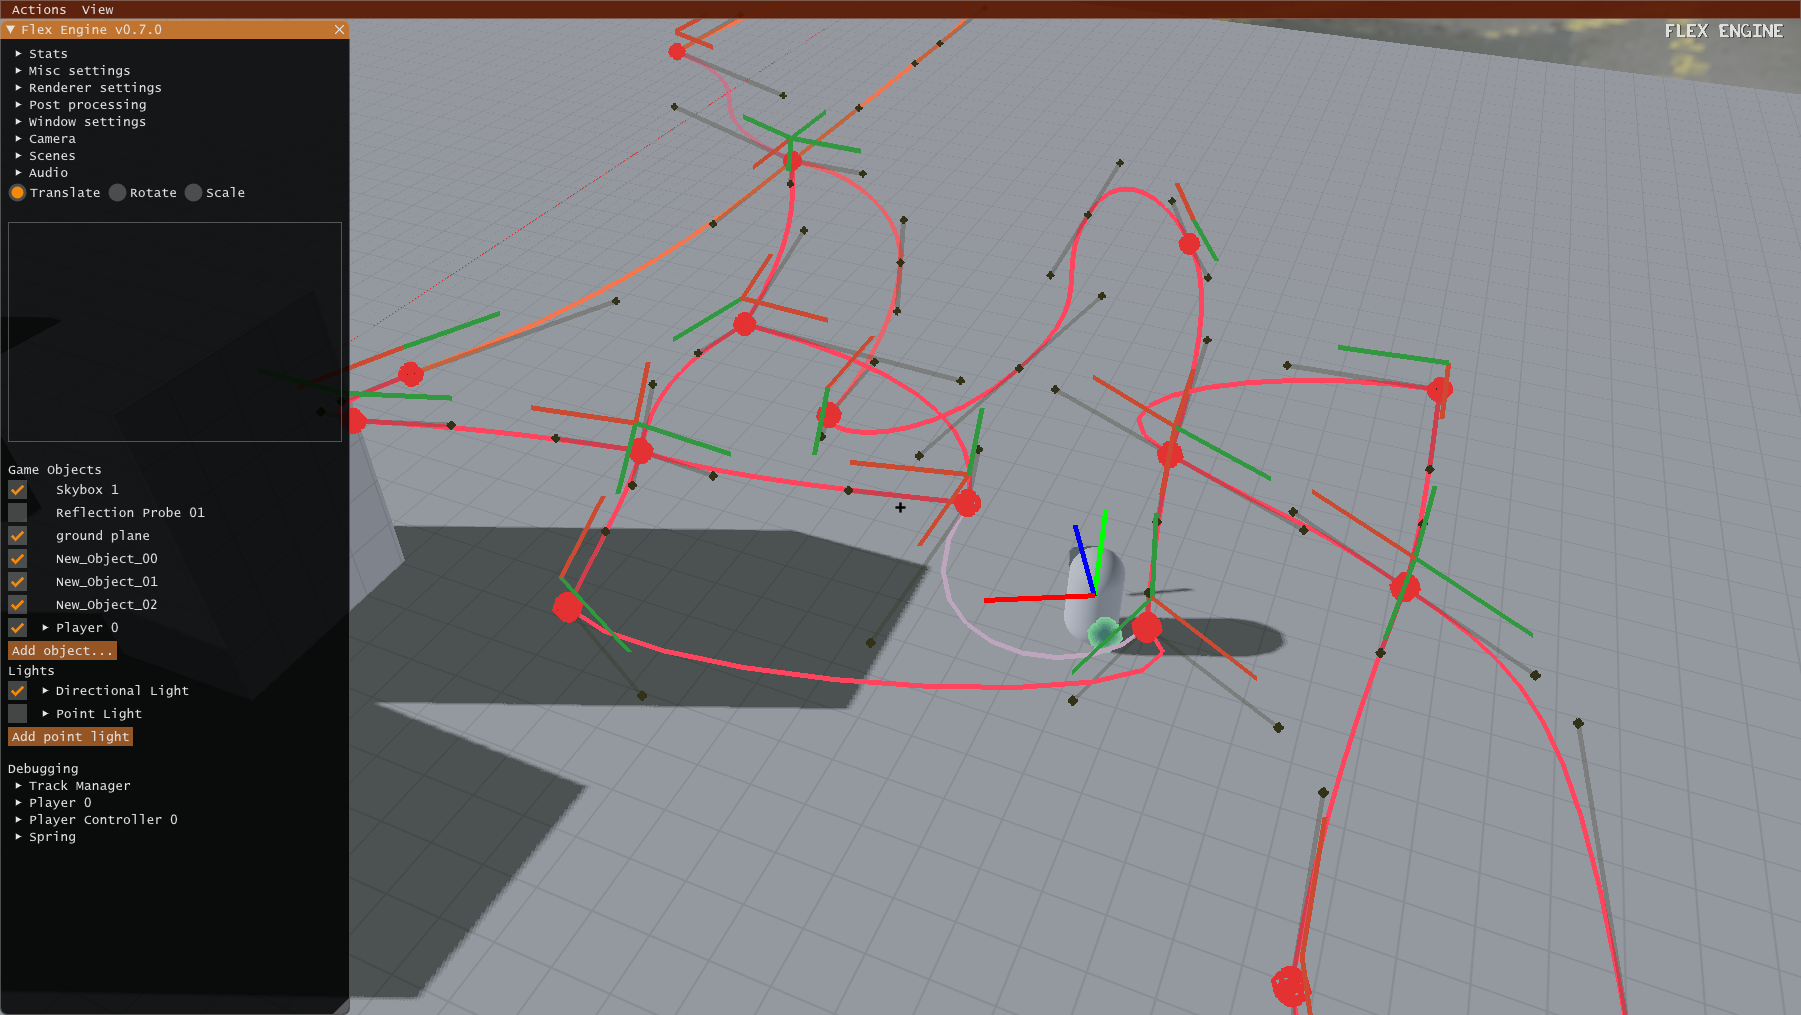 Actions View
Flex Engine v0.7.0
FLEX ENGINE
Stats
Misc settings
Renderer settings
Post processing
Window settings
Camera
Scenes
Audio
Translate Rotate Scale
Game Objects
Skybox 1
Reflection Probe 01
ground plane
New_Object_00
New_Object_01
New_Object_02
Player 0
Add object...
Lights
Directional Light
Point Light
Add point light
Debugging
Track Manager
Player 0
Player Controller 0
Spring